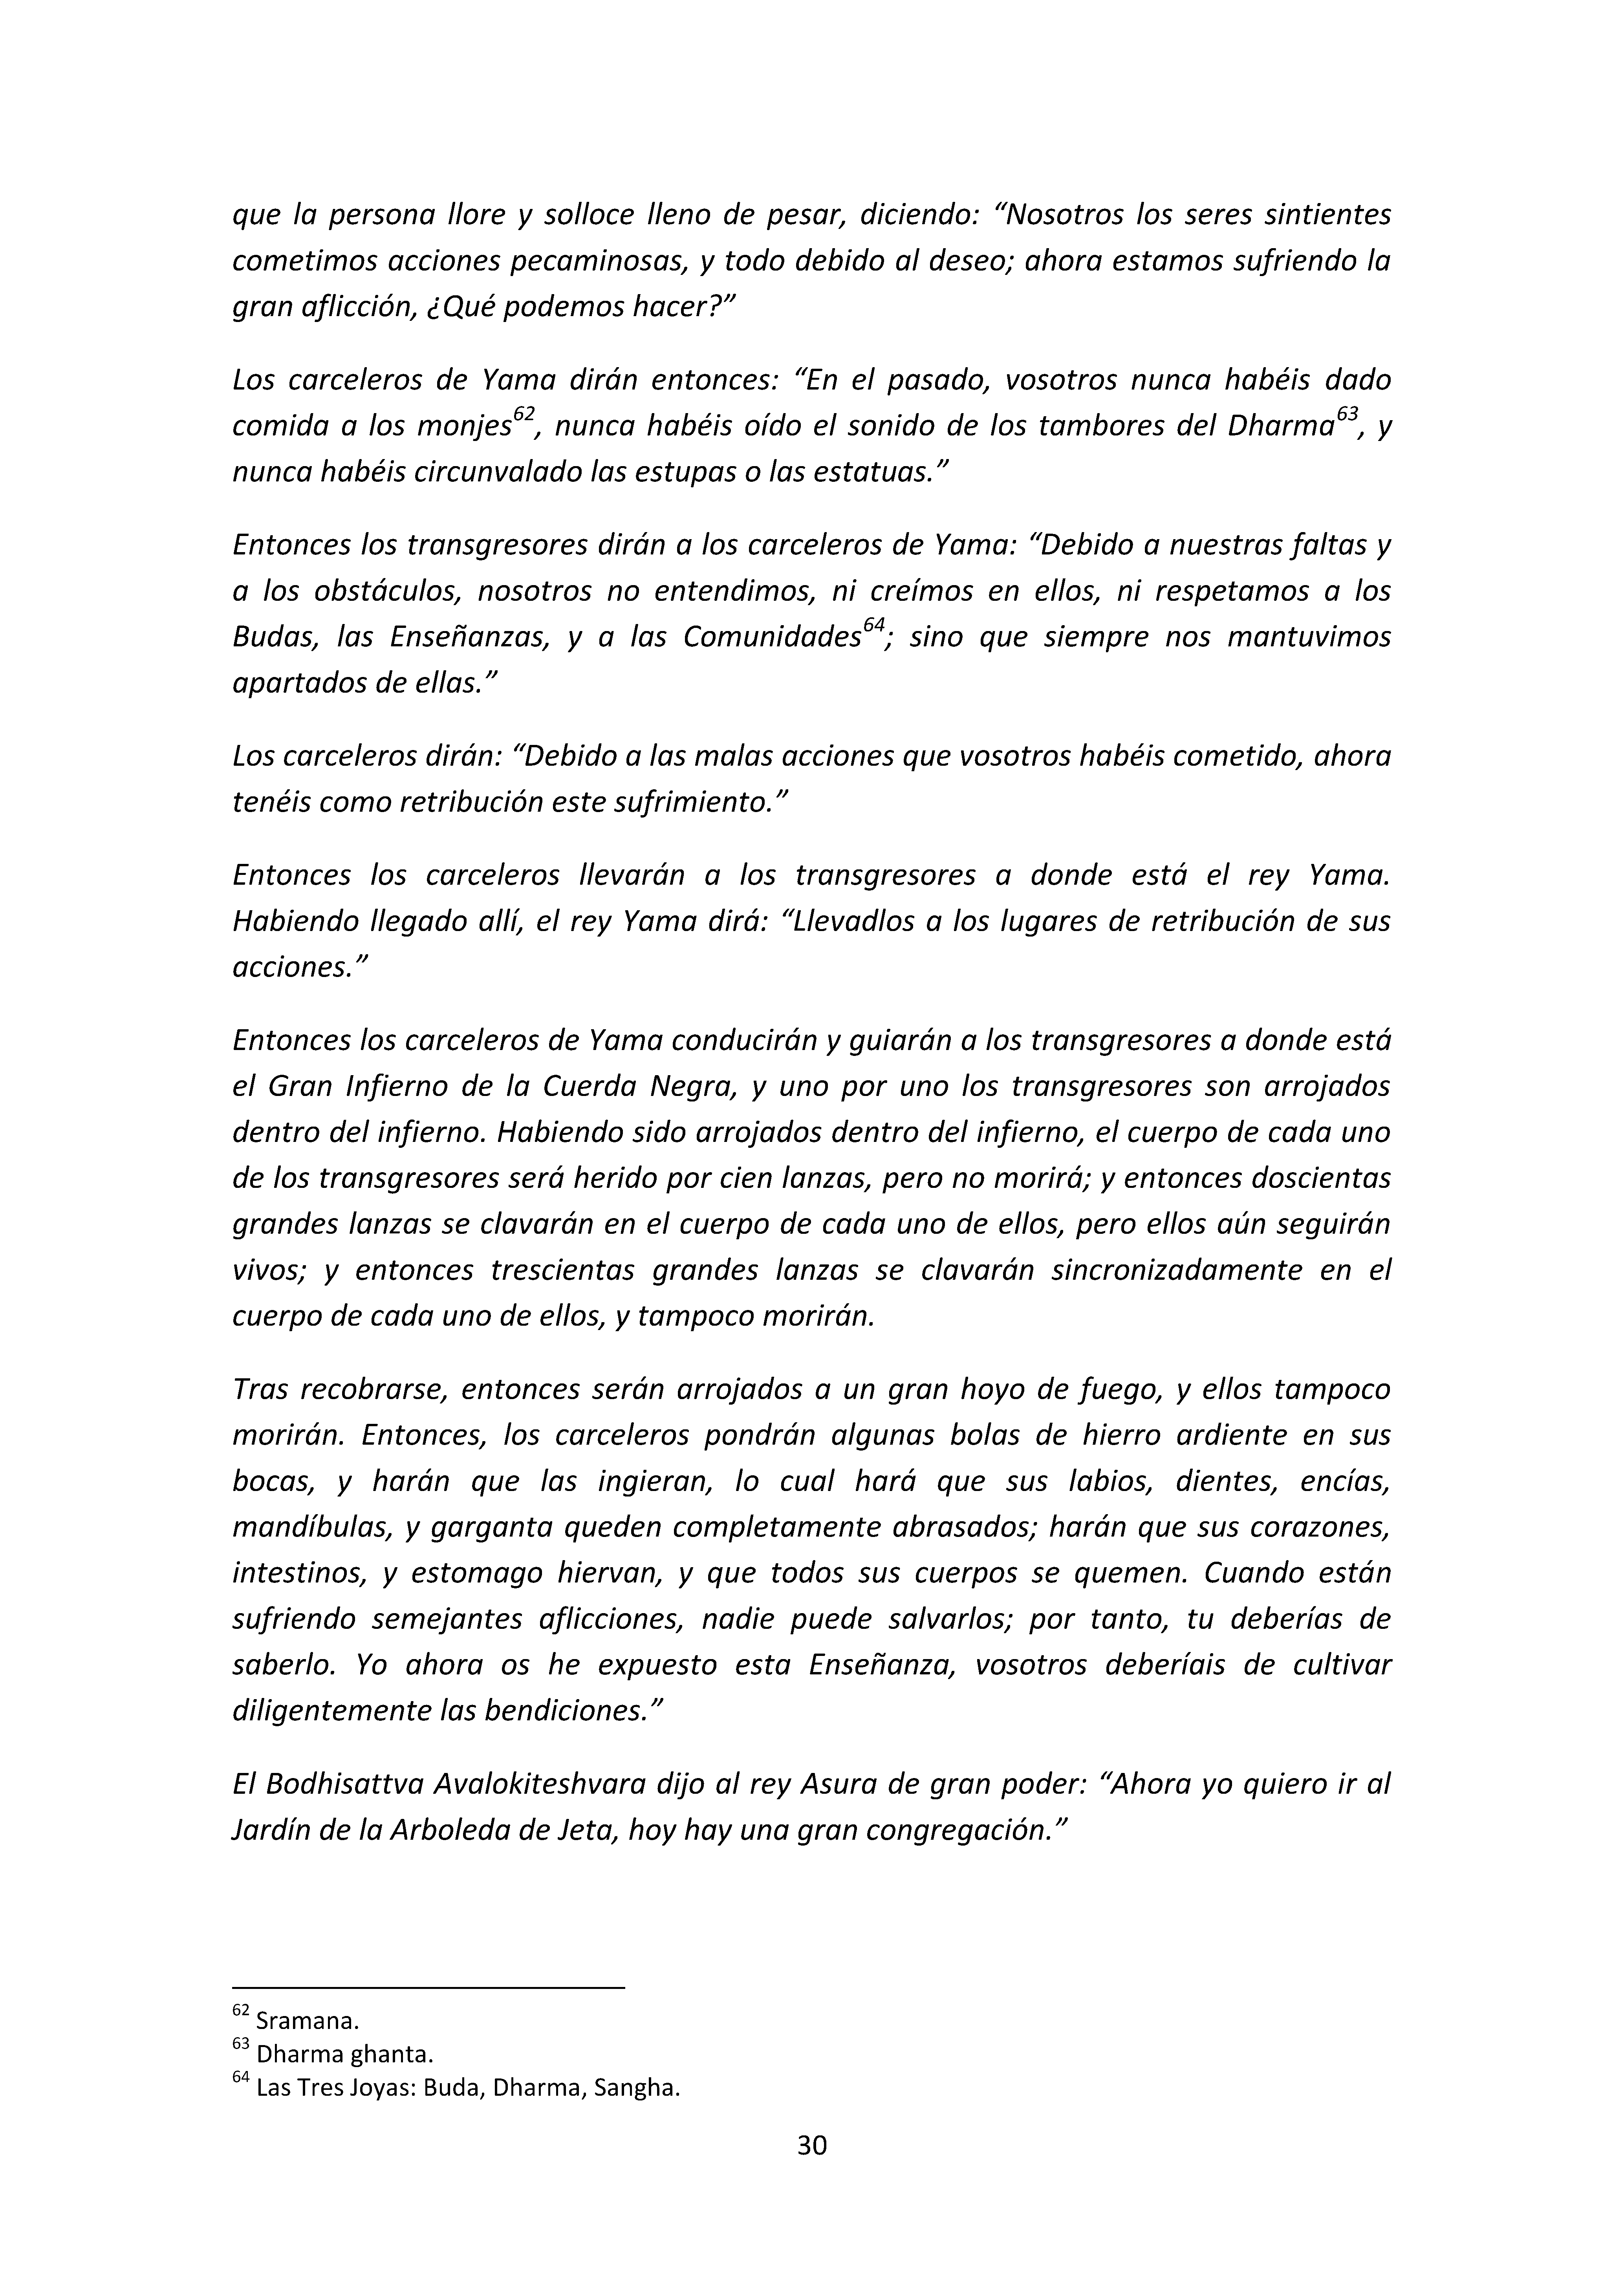 que la persona llore y solloce lleno de pesar, diciendo: “Nosotros los seres sintientes
cometimos acciones pecaminosas, y todo debido al deseo; ahora estamos sufriendo la
gran aflicción, ¿Qué podemos hacer?”
Los carceleros de Yama dirán entonces: “En el pasado, vosotros nunca habéis dado
comida a los monjes62, nunca habéis oído el sonido de los tambores del Dharma63, y
nunca habéis circunvalado las estupas o las estatuas.”
Entonces los transgresores dirán a los carceleros de Yama: “Debido a nuestras faltas y
a los obstáculos, nosotros no entendimos, ni creímos en ellos, ni respetamos a los
Budas, las Enseñanzas, y a las Comunidades64; sino que siempre nos mantuvimos
apartados de ellas.”
Los carceleros dirán: “Debido a las malas acciones que vosotros habéis cometido, ahora
tenéis como retribución este sufrimiento.”
Entonces los carceleros llevarán a los transgresores a donde está el rey Yama.
Habiendo llegado allí, el rey Yama dirá: “Llevadlos a los lugares de retribución de sus
acciones.”
Entonces los carceleros de Yama conducirán y guiarán a los transgresores a donde está
el Gran Infierno de la Cuerda Negra, y uno por uno los transgresores son arrojados
dentro del infierno. Habiendo sido arrojados dentro del infierno, el cuerpo de cada uno
de los transgresores será herido por cien lanzas, pero no morirá; y entonces doscientas
grandes lanzas se clavarán en el cuerpo de cada uno de ellos, pero ellos aún seguirán
vivos; y entonces trescientas grandes lanzas se clavarán sincronizadamente en el
cuerpo de cada uno de ellos, y tampoco morirán.
Tras recobrarse, entonces serán arrojados a un gran hoyo de fuego, y ellos tampoco
morirán. Entonces, los carceleros pondrán algunas bolas de hierro ardiente en sus
bocas, y harán que las ingieran, lo cual hará que sus labios, dientes, encías,
mandíbulas, y garganta queden completamente abrasados; harán que sus corazones,
intestinos, y estomago hiervan, y que todos sus cuerpos se quemen. Cuando están
sufriendo semejantes aflicciones, nadie puede salvarlos; por tanto, tu deberías de
saberlo. Yo ahora os he expuesto esta Enseñanza, vosotros deberíais de cultivar
diligentemente las bendiciones.”
El Bodhisattva Avalokiteshvara dijo al rey Asura de gran poder: “Ahora yo quiero ir al
Jardín de la Arboleda de Jeta, hoy hay una gran congregación.”
62 Sramana.
63 Dharma ghanta.
64 Las Tres Joyas: Buda, Dharma, Sangha.
30